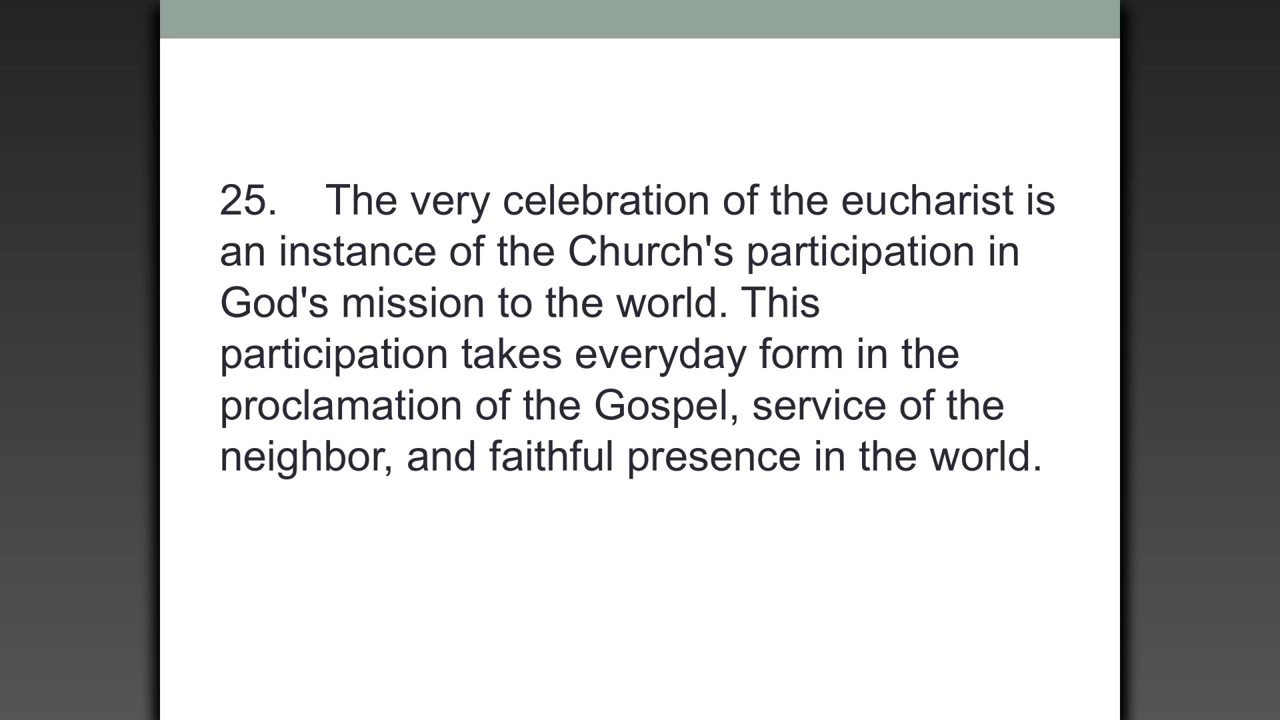 25. The very celebration of the eucharist is
an instance of the Church's participation in
God's mission to the world. This
participation takes everyday form in the
proclamation of the Gospel, service of the
neighbor, and faithful presence in the world.